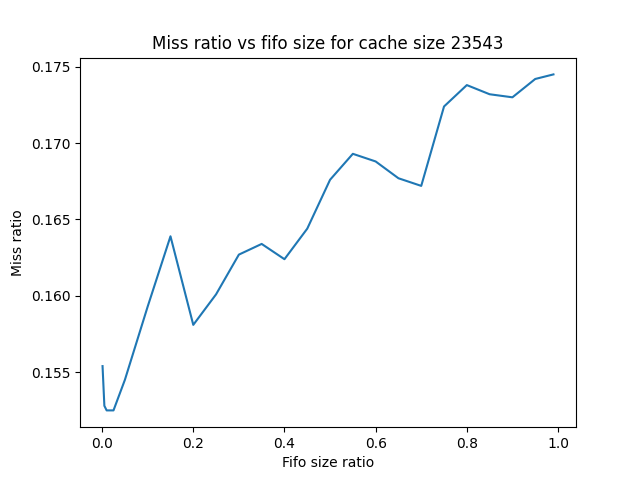 Miss ratio vs fifo size for cache size 23543
0.175
0.170
0.165
0.160
0.155
Miss ratio
0.0 0.2 0.4 0.6 0.8 1.0
Fifo size ratio